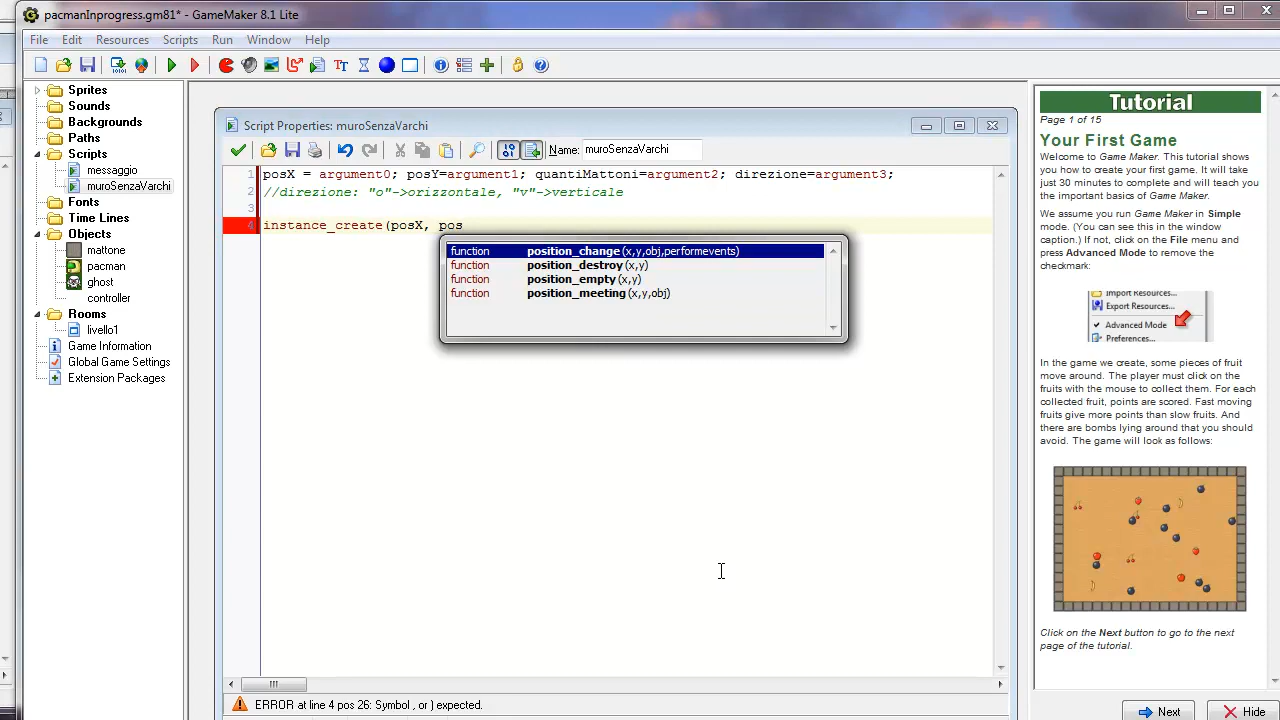 pacmanInprogress.gm81* - GameMaker 8.1 Lite
File Edit Resources Scripts Run Window Help
Sprites
Sounds
Backgrounds
Paths
Scripts
messaggio
muroSenzaVarchi
Fonts
Time Lines
Objects
mattone
pacman
ghost
controller
Rooms
livello1
Game Information
Global Game Settings
Extension Packages
Script Properties: muroSenzaVarchi
Name: muroSenzaVarchi
1 posX = argument0; posY=argument1; quantiMattoni=argument2; direzione=argument3;
2 //direzione: "o"->orizzontale, "v"->verticale
3
4 instance_create(posX, pos
function position_change(x,y,obj,performevents)
function position_destroy(x,y)
function position_empty(x,y)
function position_meeting(x,y,obj)
ERROR at line 4 pos 26: Symbol , or ) expected.
Tutorial
Page 1 of 15
Your First Game
Welcome to Game Maker. This tutorial shows
you how to create your first game. It will take
just 30 minutes to complete and will teach you
the important basics of Game Maker.
We assume you run Game Maker in Simple
mode. (You can see this in the window
caption.) If not, click on the File menu and
press Advanced Mode to remove the
checkmark:
Import Resources...
Export Resources...
Advanced Mode
Preferences...
In the game we create, some pieces of fruit
move around. The player must click on the
fruits with the mouse to collect them. For each
collected fruit, points are scored. Fast moving
fruits give more points than slow fruits. And
there are bombs lying around that you should
avoid. The game will look as follows:
Click on the Next button to go to the next
page of the tutorial.
Next
Hide